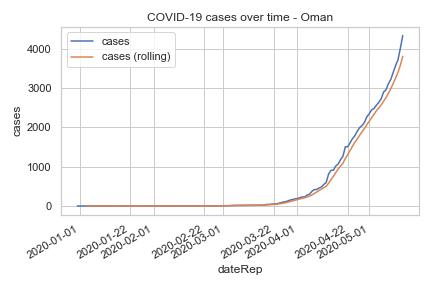 COVID-19 cases over time - Oman
cases
cases (rolling)
4000
3000
2000
1000
0
cases
2020-01-01
2020-01-22
2020-02-01
2020-02-22
2020-03-01
2020-03-22
2020-04-01
2020-04-22
2020-05-01
dateRep